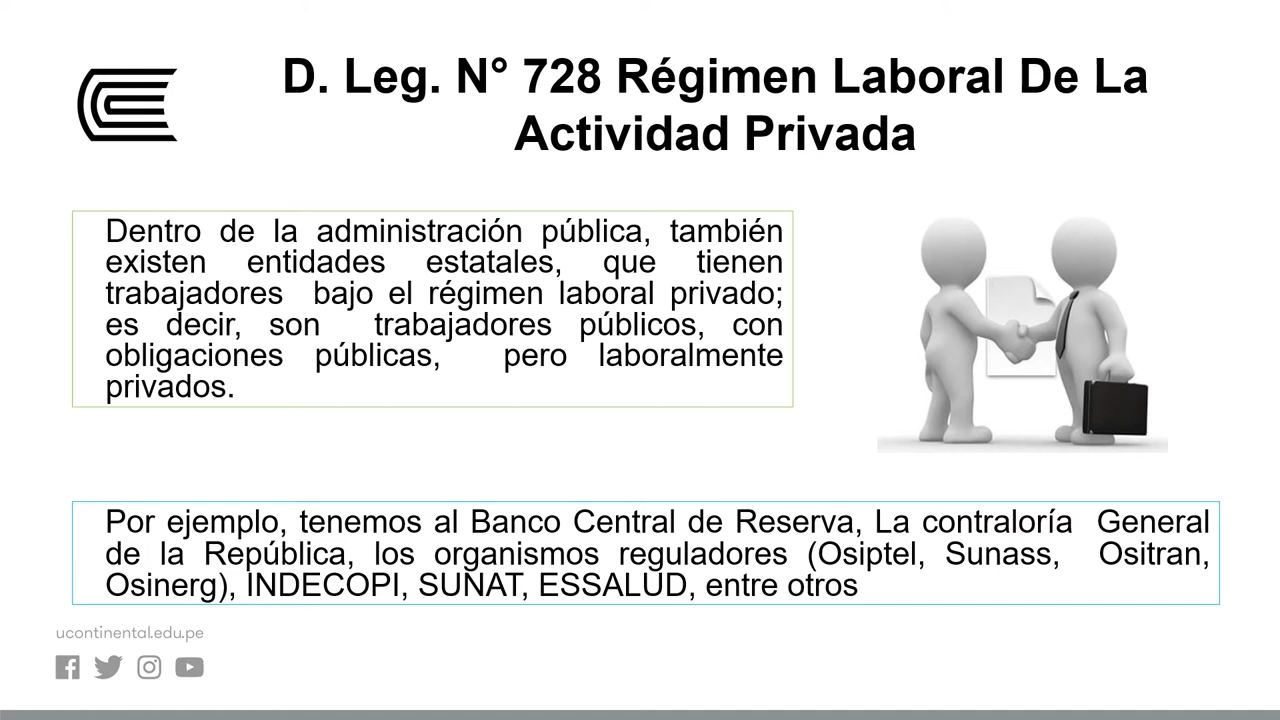 D. Leg. N° 728 Régimen Laboral De La
Actividad Privada
Dentro de la administración pública, también
existen entidades estatales, que tienen
trabajadores bajo el régimen laboral privado;
es decir, son trabajadores públicos, con
obligaciones públicas, pero laboralmente
privados.
Por ejemplo, tenemos al Banco Central de Reserva, La contraloría General
de la República, los organismos reguladores (Osiptel, Sunass, Ositran,
Osinerg), INDECOPI, SUNAT, ESSALUD, entre otros
ucontinental.edu.pe